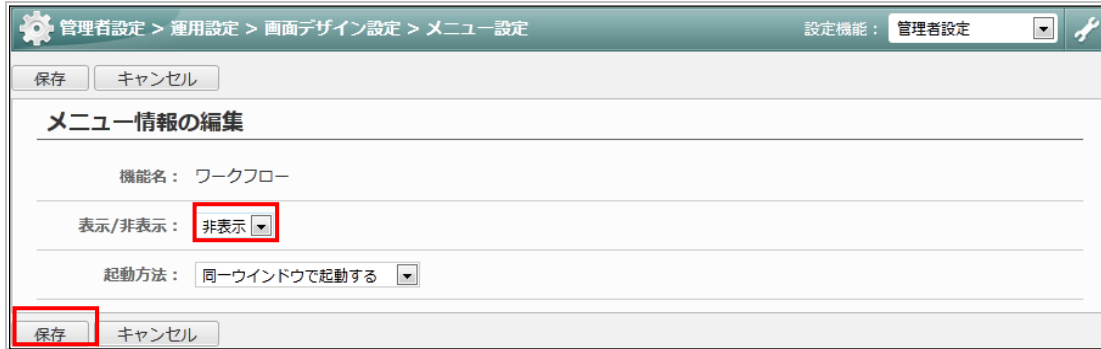 管理者設定 > 運用設定 > 画面デザイン設定 > メニュー設定 設定機能： 管理者設定
保存 キャンセル
メニュー情報の編集
機能名： ワークフロー
表示/非表示： 非表示
起動方法： 同一ウインドウで起動する
保存 キャンセル